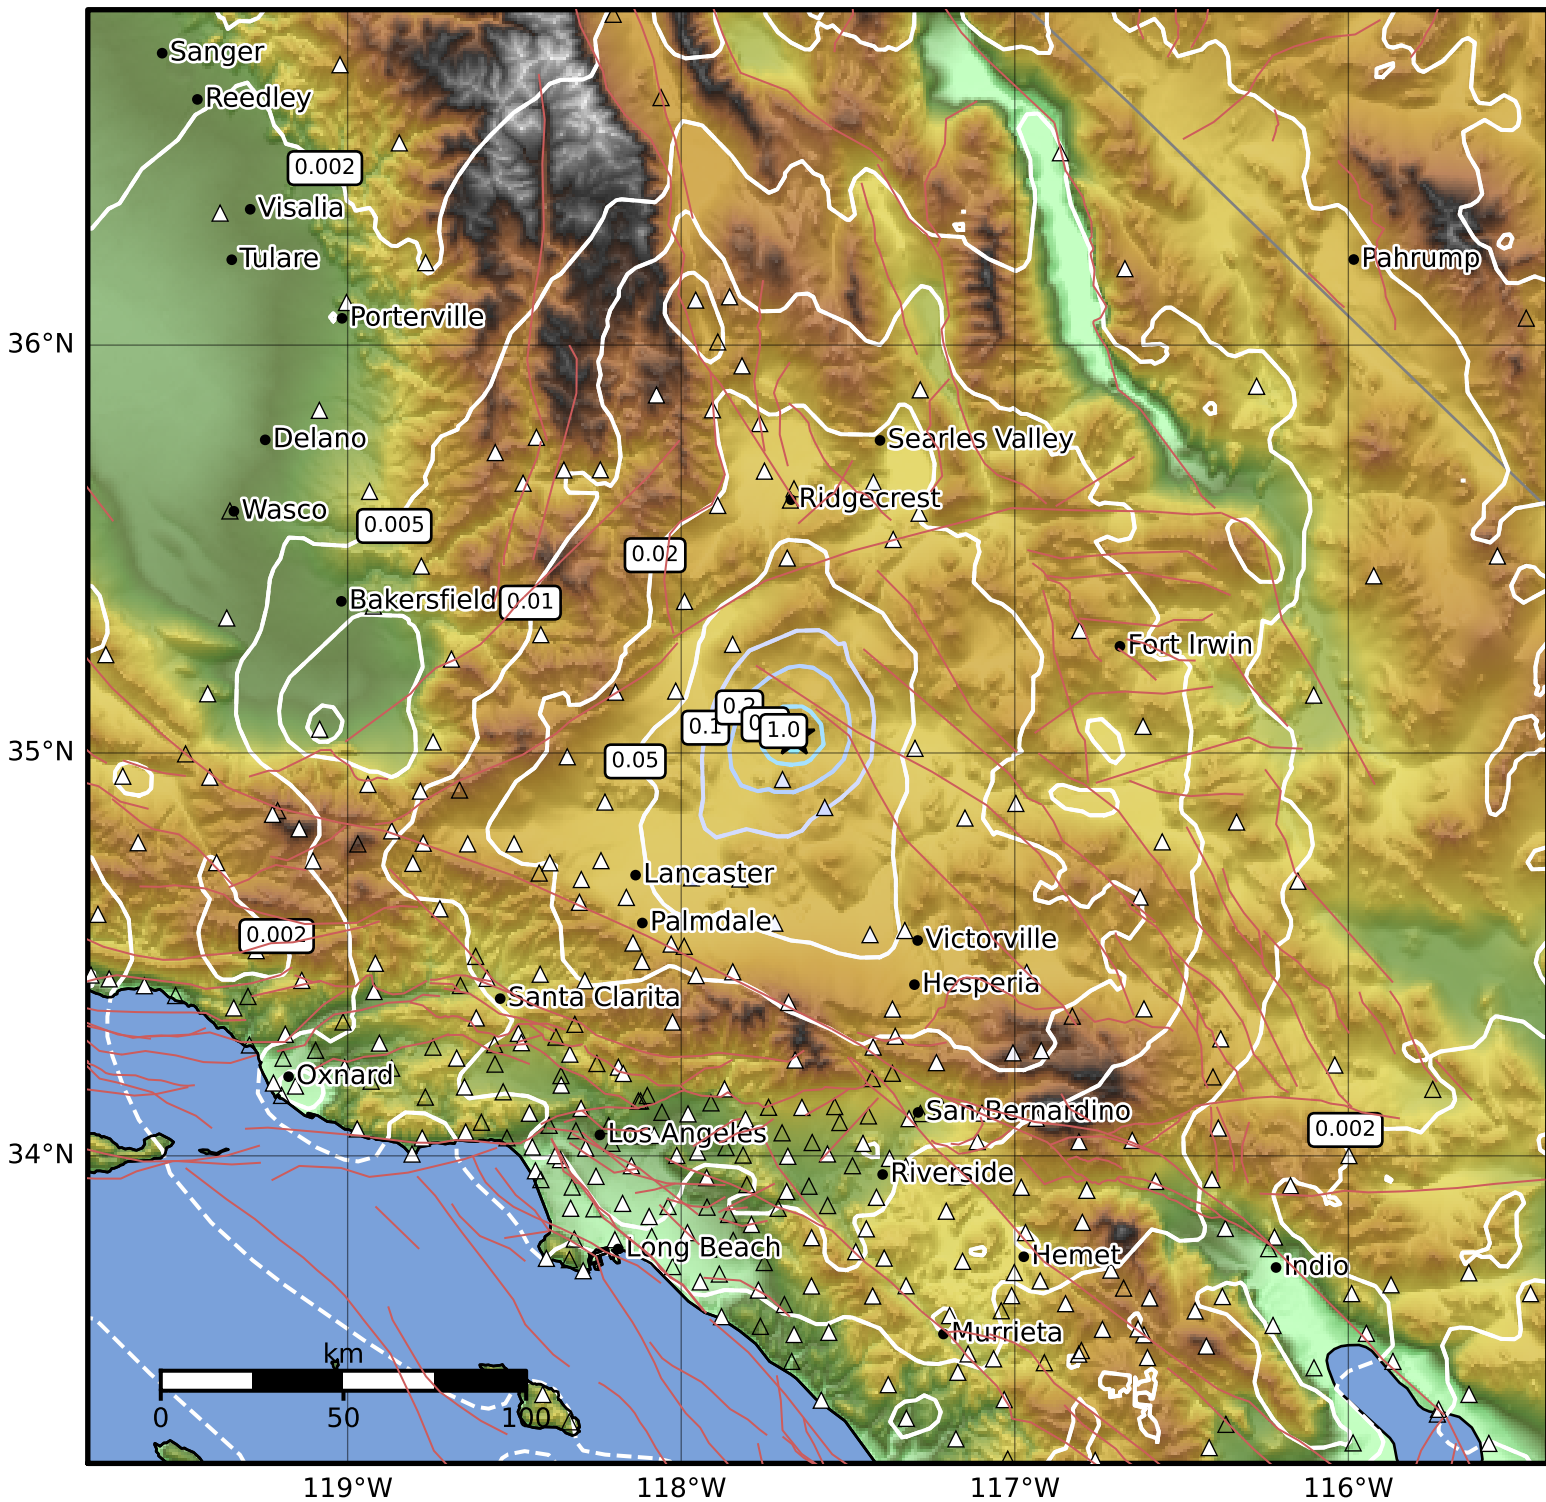 Sanger
Reedley
0.002
Visalia
Tulare
Pahrump
Porterville
36°N
Delano
Searles Valley
Ridgecrest
Wasco
0.005
0.02
Bakersfield
0.01
Fort Irwin
0.2
0.1
1.0
35°N
0.05
Lancaster
Palmdale
0.002
Victorville
Hesperia
Santa Clarita
Oxnard
San Bernardino
0.002
Los Angeles
34°N
Riverside
Long Beach
Hemet
Indio
Murrieta
km
0
50
100
119°W
118°W
117°W
116°W